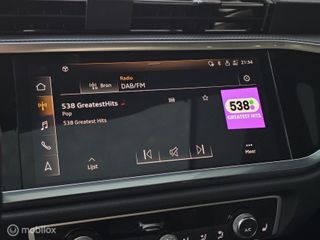 21:34
Bron
Radio
DAB/FM
538 GreatestHits
Pop
538 Greatest Hits
538
GREATEST HITS
Lijst
Meer
A/C
mobilox